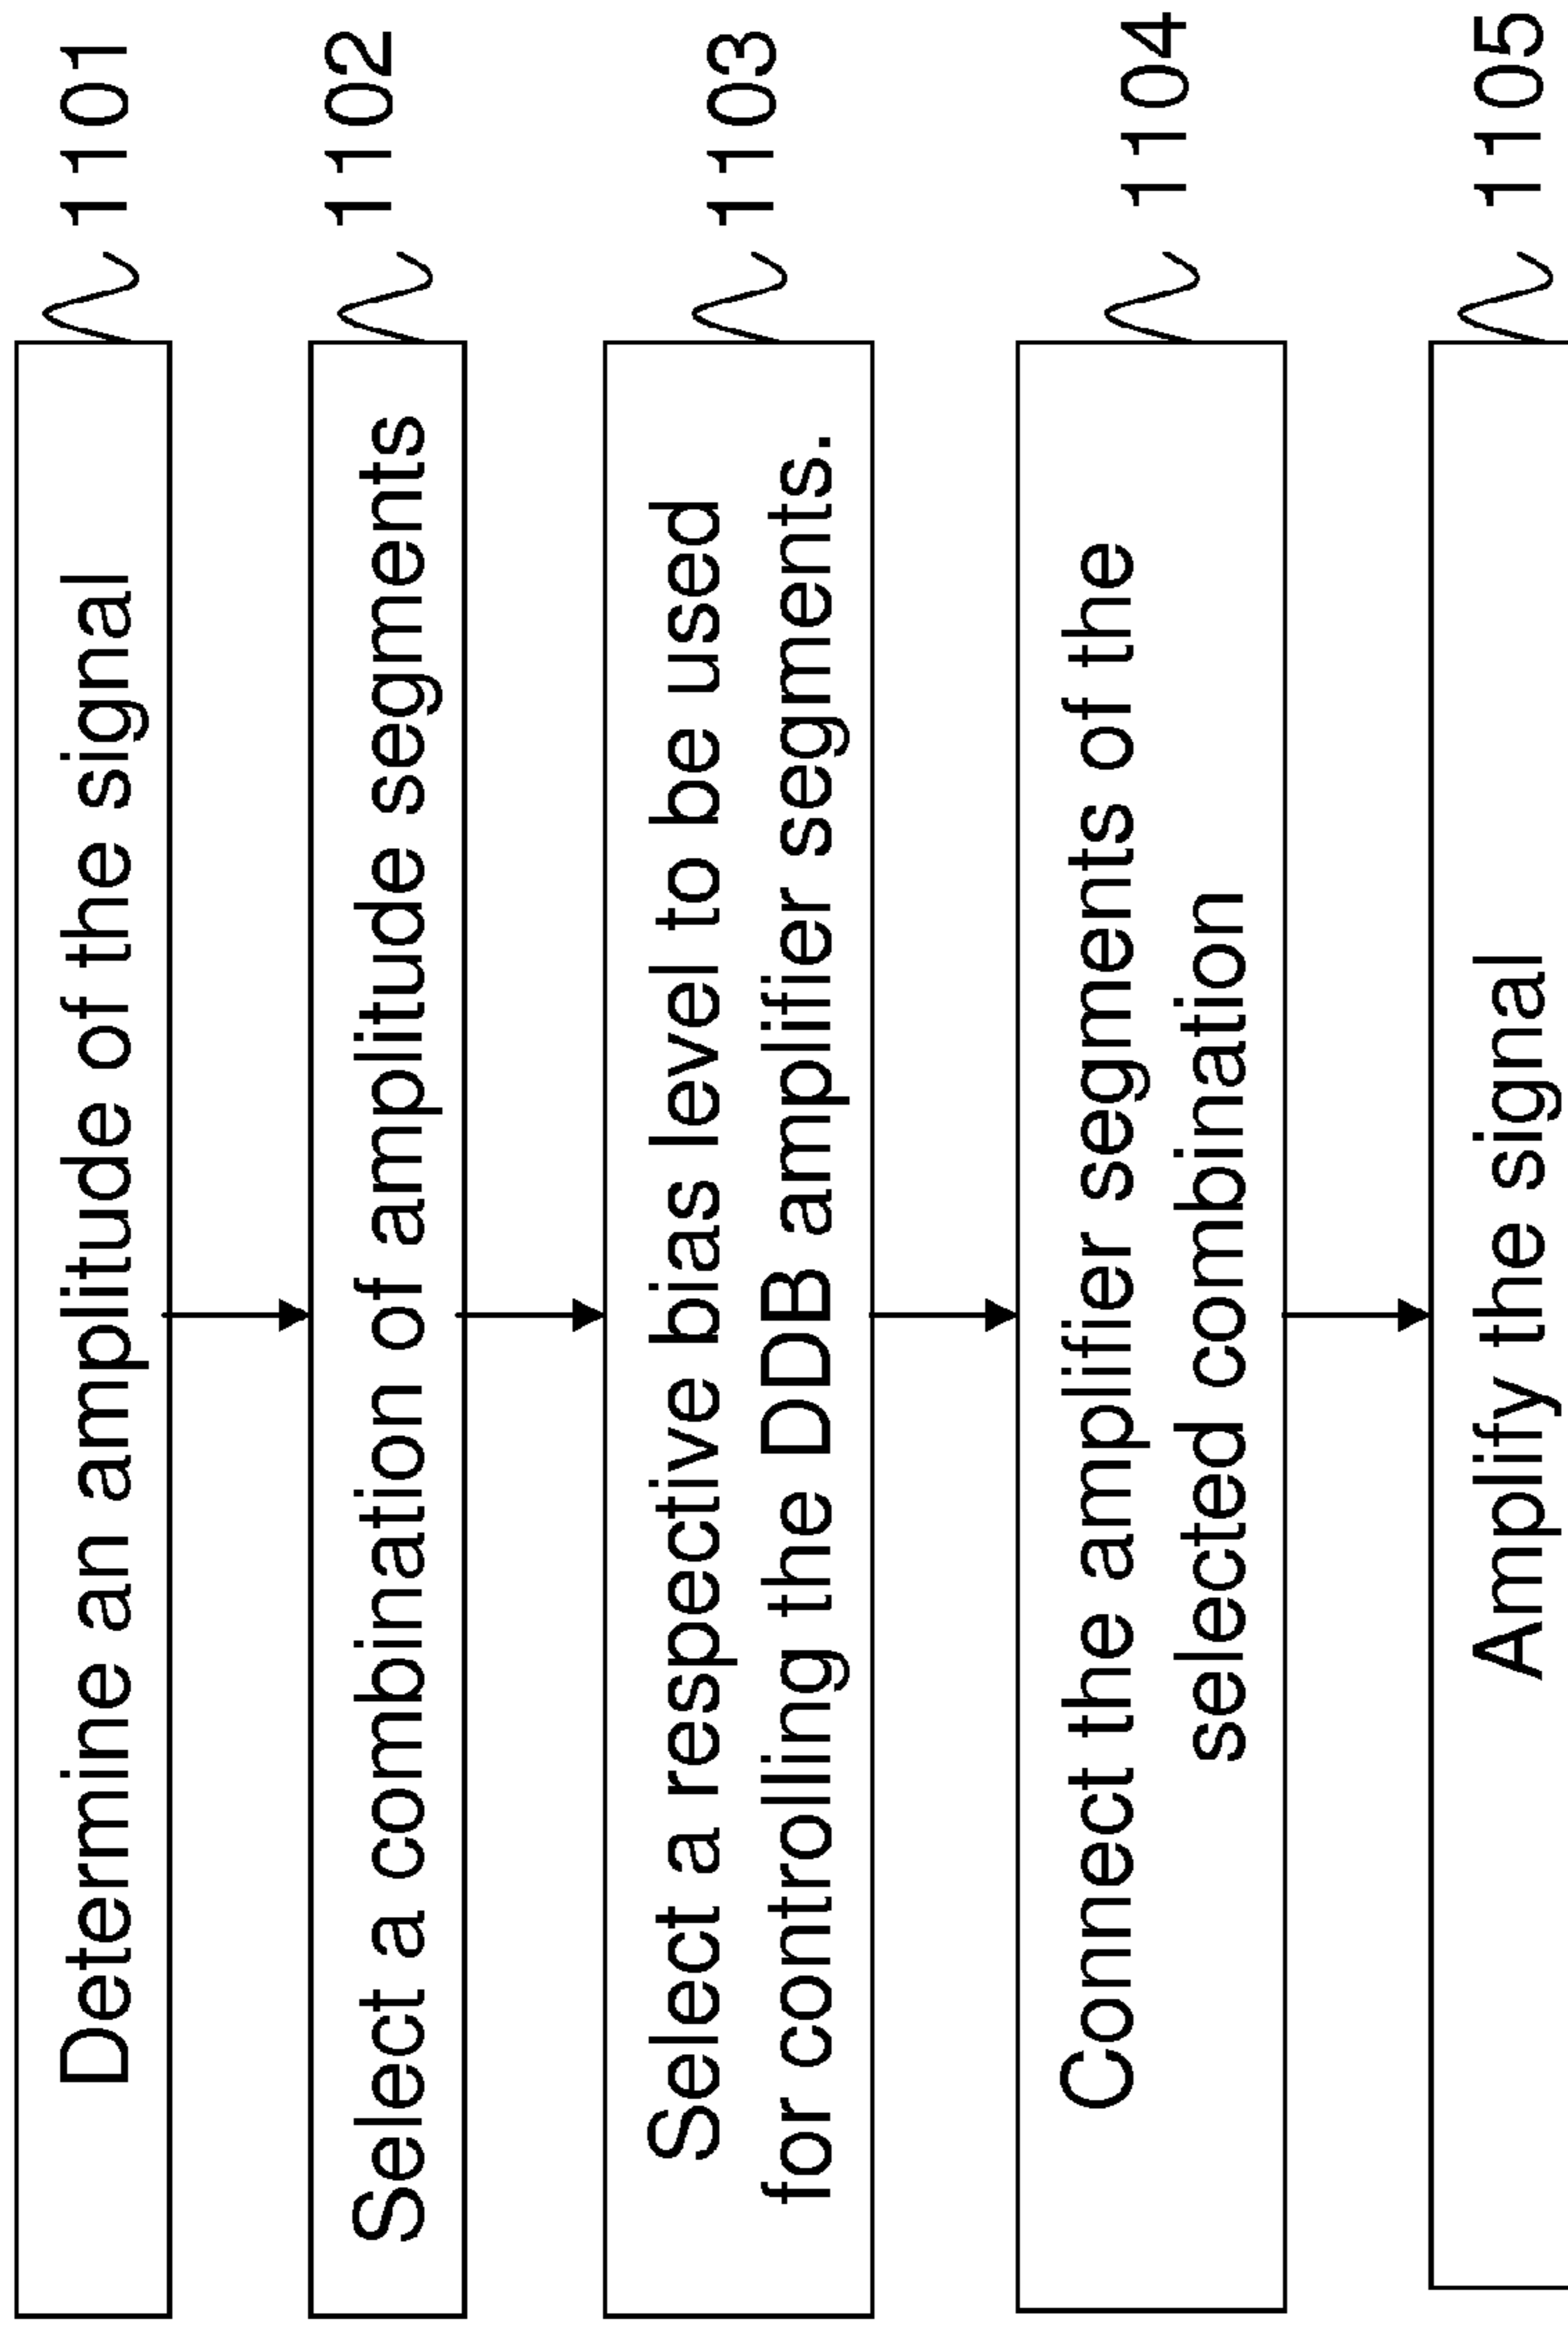 Determine an amplitude of the signal
1101
Select a combination of amplitude segments
1102
Select a respective bias level to be used
for controlling the DDB amplifier segments.
1103
Connect the amplifier segments of the
selected combination
1104
Amplify the signal
1105